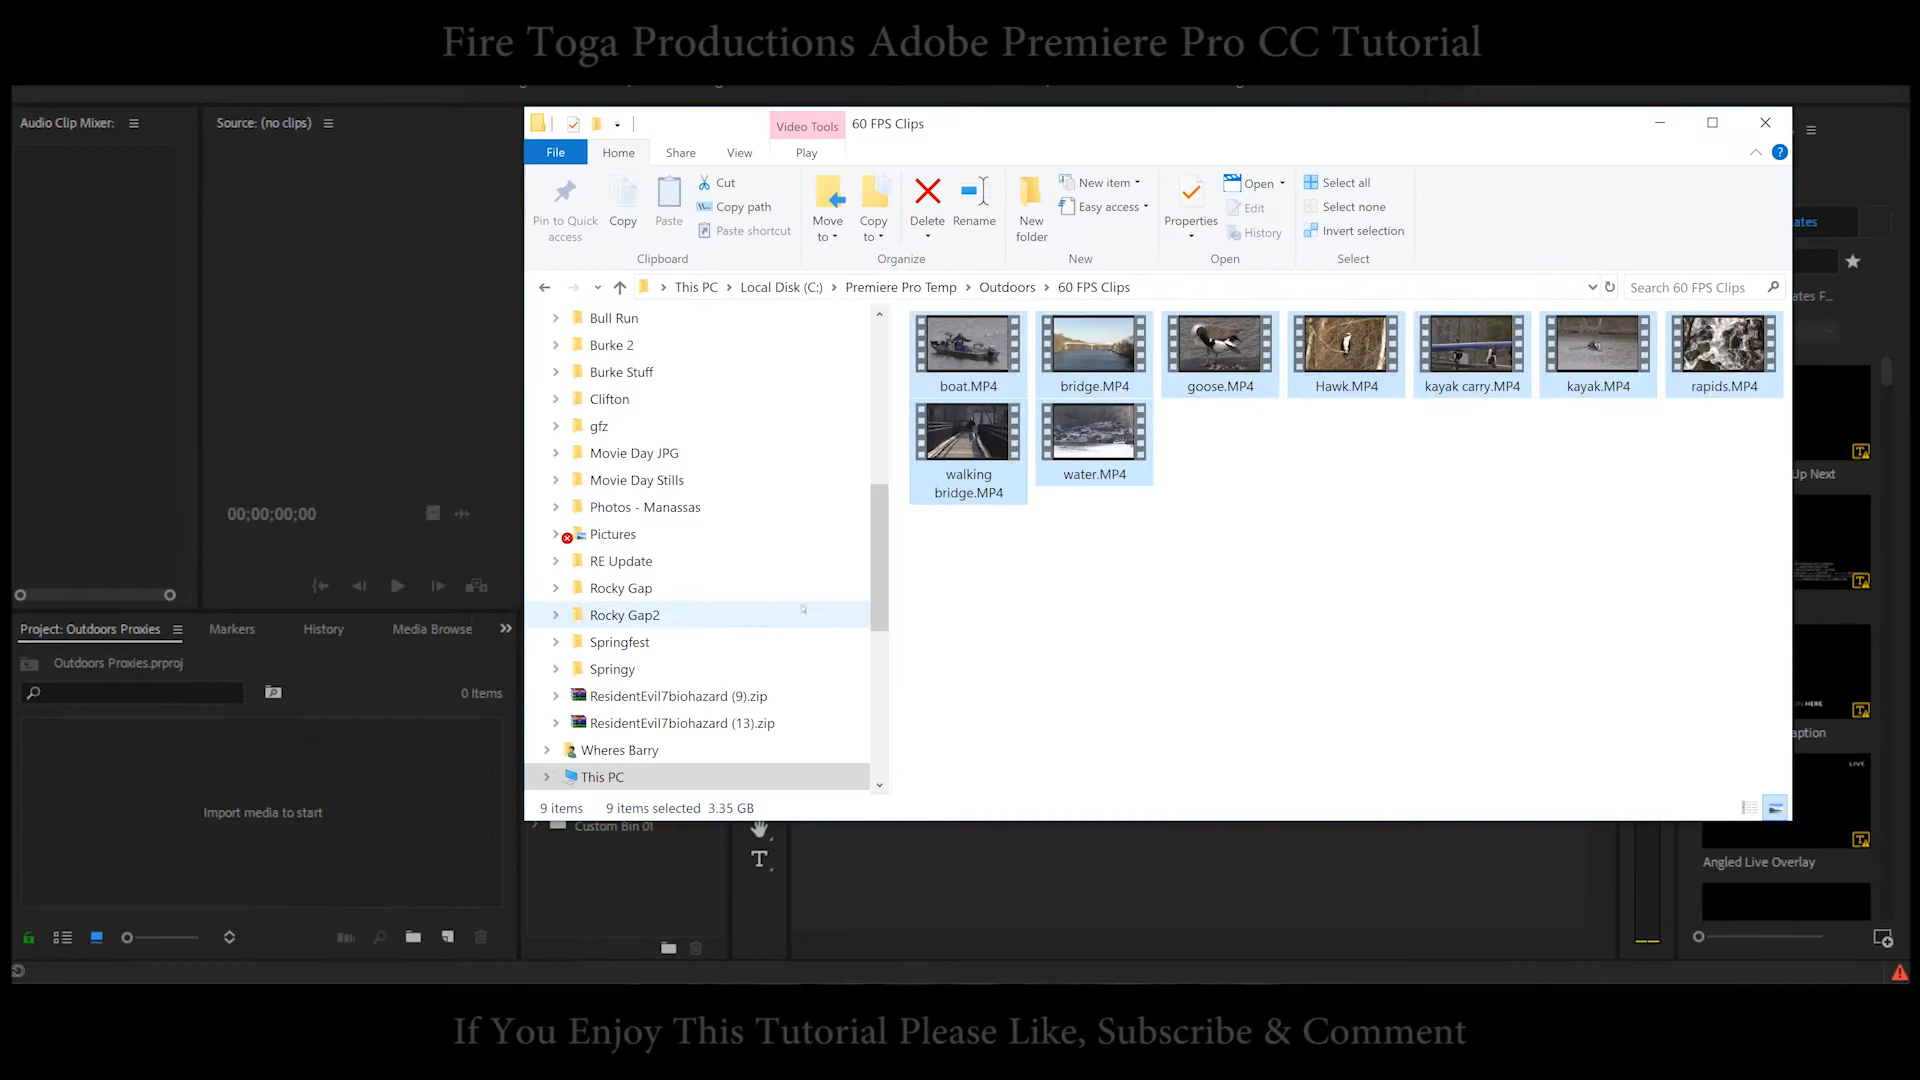 Fire Toga Productions Adobe Premiere Pro CC Tutorial
Audio Clip Mixer:
Source: (no clips)
Video Tools
60 FPS Clips
File
Home
Share
View
Play
Pin to Quick
access
Copy
Paste
Cut
Copy path
Paste shortcut
Clipboard
Move
to
Copy
to
Delete
Rename
Organize
New
folder
New item
Easy access
New
Properties
Open
Edit
History
Open
Select all
Select none
Invert selection
Select
This PC
Local Disk (C:)
Premiere Pro Temp
Outdoors
60 FPS Clips
Search 60 FPS Clips
Bull Run
Burke 2
Burke Stuff
Clifton
gfz
Movie Day JPG
Movie Day Stills
Photos - Manassas
Pictures
RE Update
Rocky Gap
Rocky Gap2
Springfest
Springy
ResidentEvil7biohazard (9).zip
ResidentEvil7biohazard (13).zip
Wheres Barry
This PC
boat.MP4
bridge.MP4
goose.MP4
Hawk.MP4
kayak carry.MP4
kayak.MP4
rapids.MP4
walking
bridge.MP4
water.MP4
9 items
9 items selected 3.35 GB
00;00;00;00
Project: Outdoors Proxies
Markers
History
Media Browse
Outdoors Proxies.prproj
0 Items
Import media to start
Custom Bin 01
T
ates
ates F...
Up Next
ON HERE
aption
LIVE
Angled Live Overlay
If You Enjoy This Tutorial Please Like, Subscribe & Comment